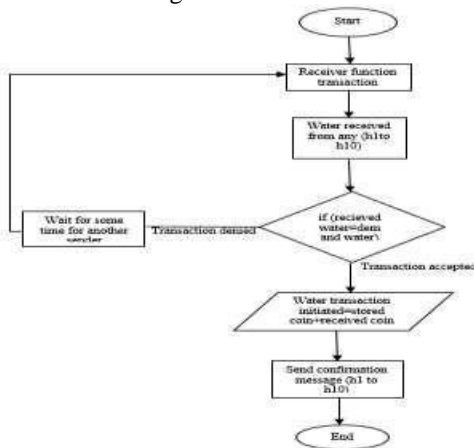 Start
Receiver function
transaction
Water received
from any (h1to
h10)
if (recieved
water=dem
and water)
Transaction denied
Wait for some
time for another
sender
Transaction accepted
Water transaction
initiated=stored
coin+received coin
Send confirmation
message (h1 to
h10)
End